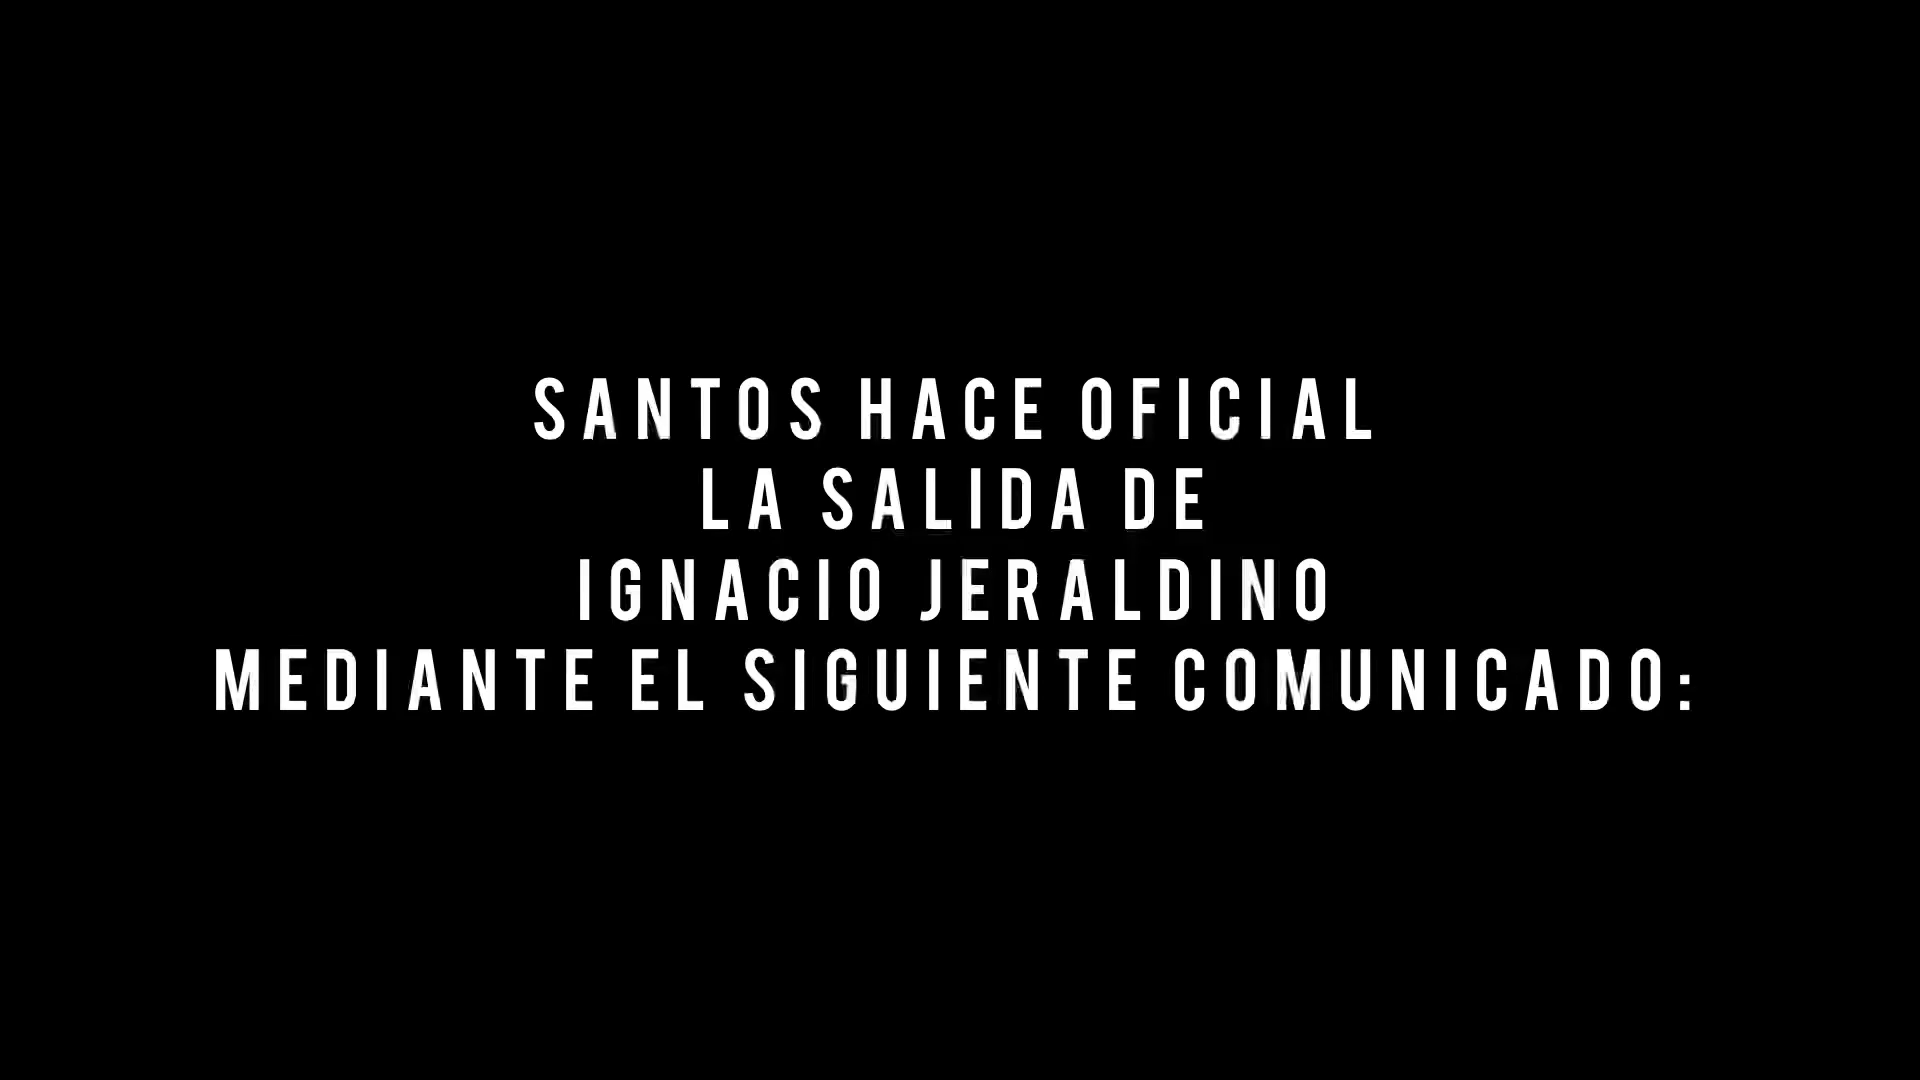 SANTOS HACE OFICIAL
LA SALIDA DE
IGNACIO JERALDINO
MEDIANTE EL SIGUIENTE COMUNICADO: